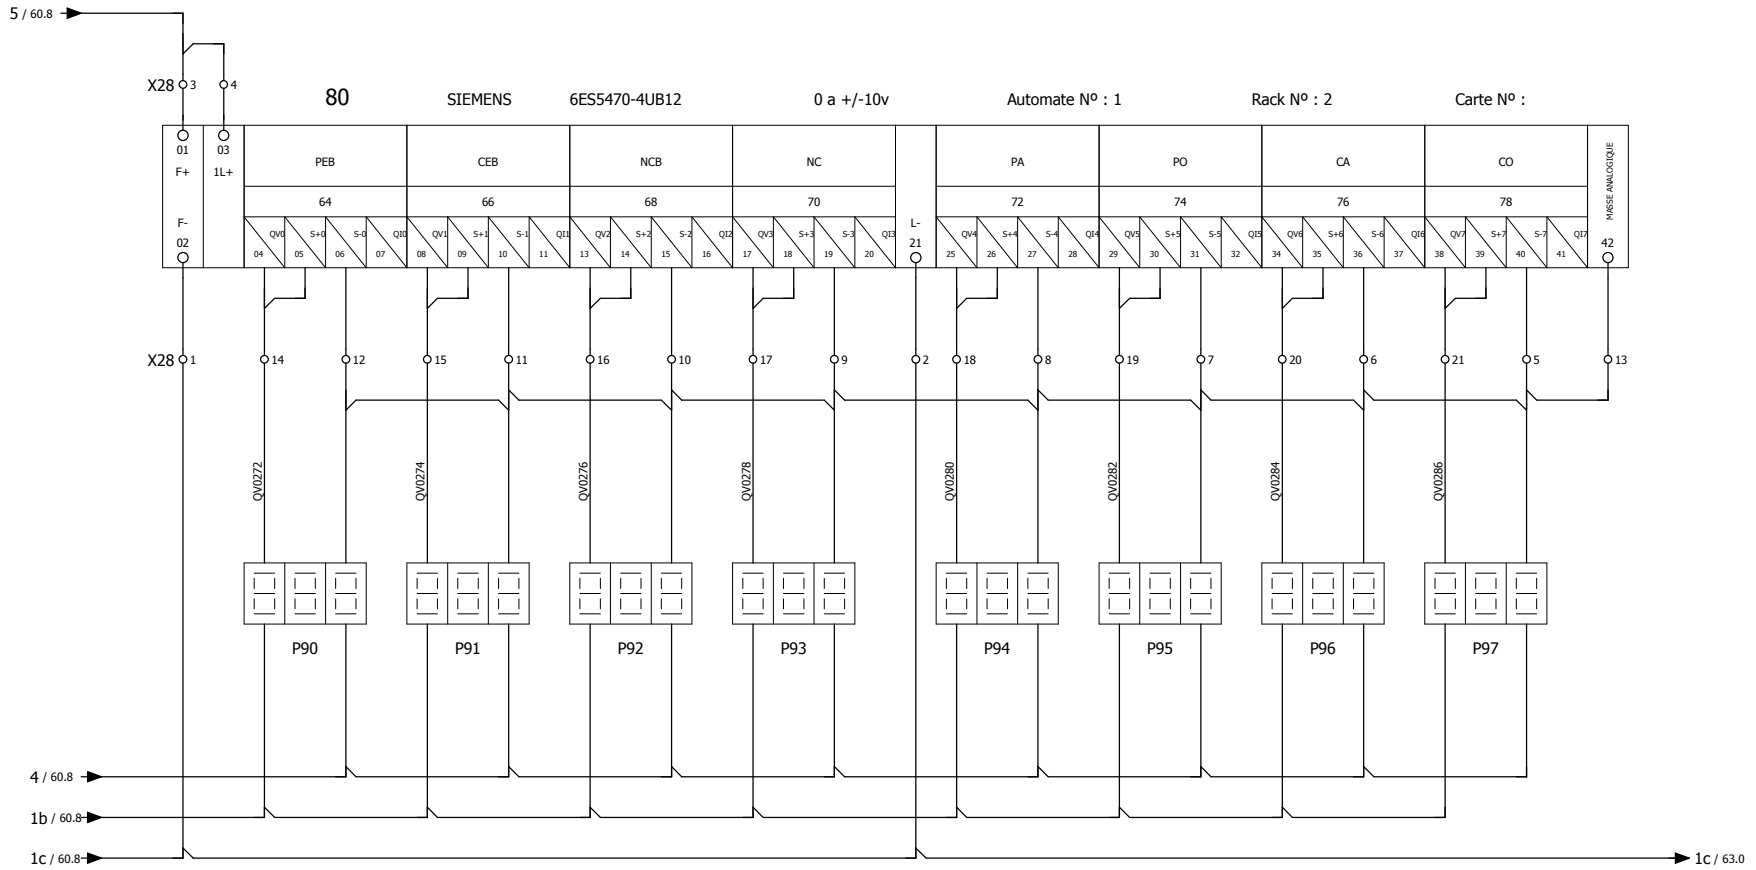 5 / 60.8
X28 3 4
80 SIEMENS 6ES5470-4UB12 0 a +/-10v Automate Nº : 1 Rack Nº : 2 Carte Nº :
01 03
F+ 1L+
PEB CEB NCB NC PA PO CA CO
MASSE ANALOGIQUE
64 66 68 70 72 74 76 78
F- L-
QV0 S+0 S-0 QI0 QV1 S+1 S-1 QI1 QV2 S+2 S-2 QI2 QV3 S+3 S-3 QI3 QV4 S+4 S-4 QI4 QV5 S+5 S-5 QI5 QV6 S+6 S-6 QI6 QV7 S+7 S-7 QI7
02 04 05 06 07 08 09 10 11 13 14 15 16 17 18 19 20 21 25 26 27 28 29 30 31 32 34 35 36 37 38 39 40 41 42
X28 1 14 12 15 11 16 10 17 9 2 18 8 19 7 20 6 21 5 13
QV0272 QV0274 QV0276 QV0278 QV0280 QV0282 QV0284 QV0286
P90 P91 P92 P93 P94 P95 P96 P97
4 / 60.8
1b / 60.8
1c / 60.8 1c / 63.0